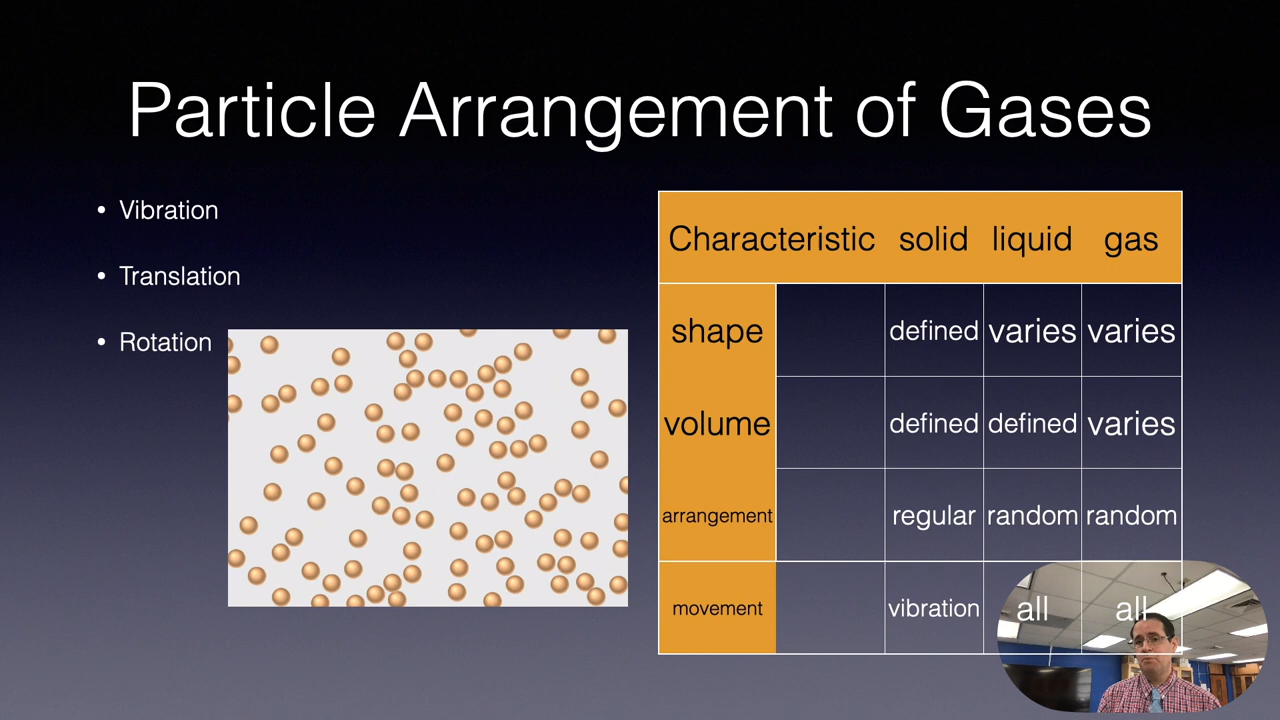 Particle Arrangement of Gases
• Vibration
• Translation
• Rotation
Characteristic solid liquid gas
shape defined varies varies
volume defined defined varies
arrangement regular random random
movement vibration all all